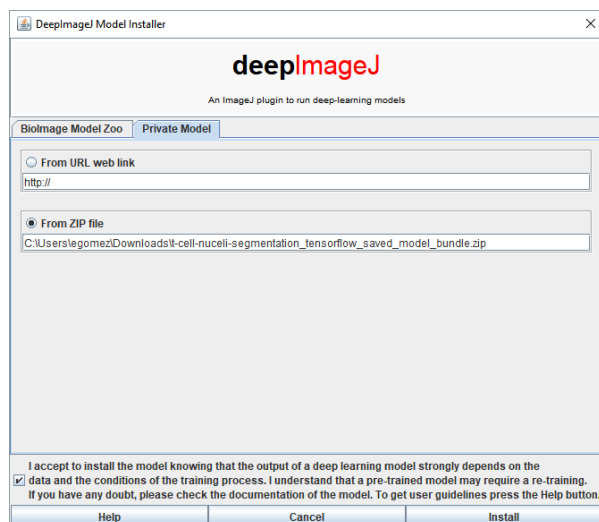 DeepImageJ Model Installer
deepImageJ
An ImageJ plugin to run deep-learning models
BioImage Model Zoo Private Model
From URL web link
http://
From ZIP file
C:\Users\egomez\Downloads\t-cell-nuceli-segmentation_tensorflow_saved_model_bundle.zip
I accept to install the model knowing that the output of a deep learning model strongly depends on the
data and the conditions of the training process. I understand that a pre-trained model may require a re-training.
If you have any doubt, please check the documentation of the model. To get user guidelines press the Help button.
Help Cancel Install